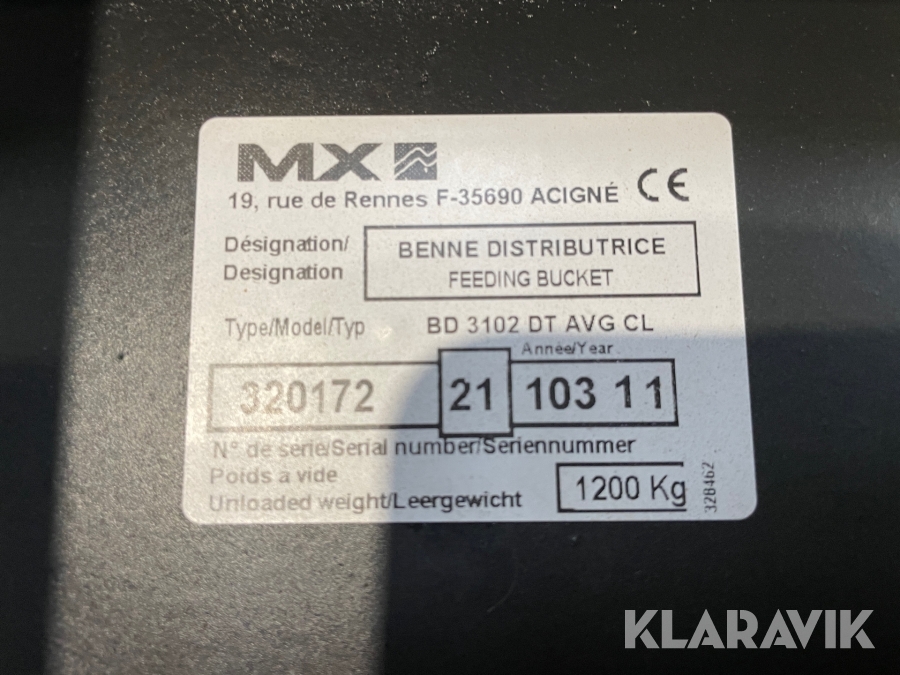 MX
19, rue de Rennes F-35690 ACIGNÉ CE
Désignation/
Designation
BENNE DISTRIBUTRICE
FEEDING BUCKET
Type/Model/Typ BD 3102 DT AVG CL
Année/Year
320172 21 103 11
N° de série/Serial number/Seriennummer
Poids à vide
Unloaded weight/Leergewicht
1200 Kg
328462
KLARAVIK